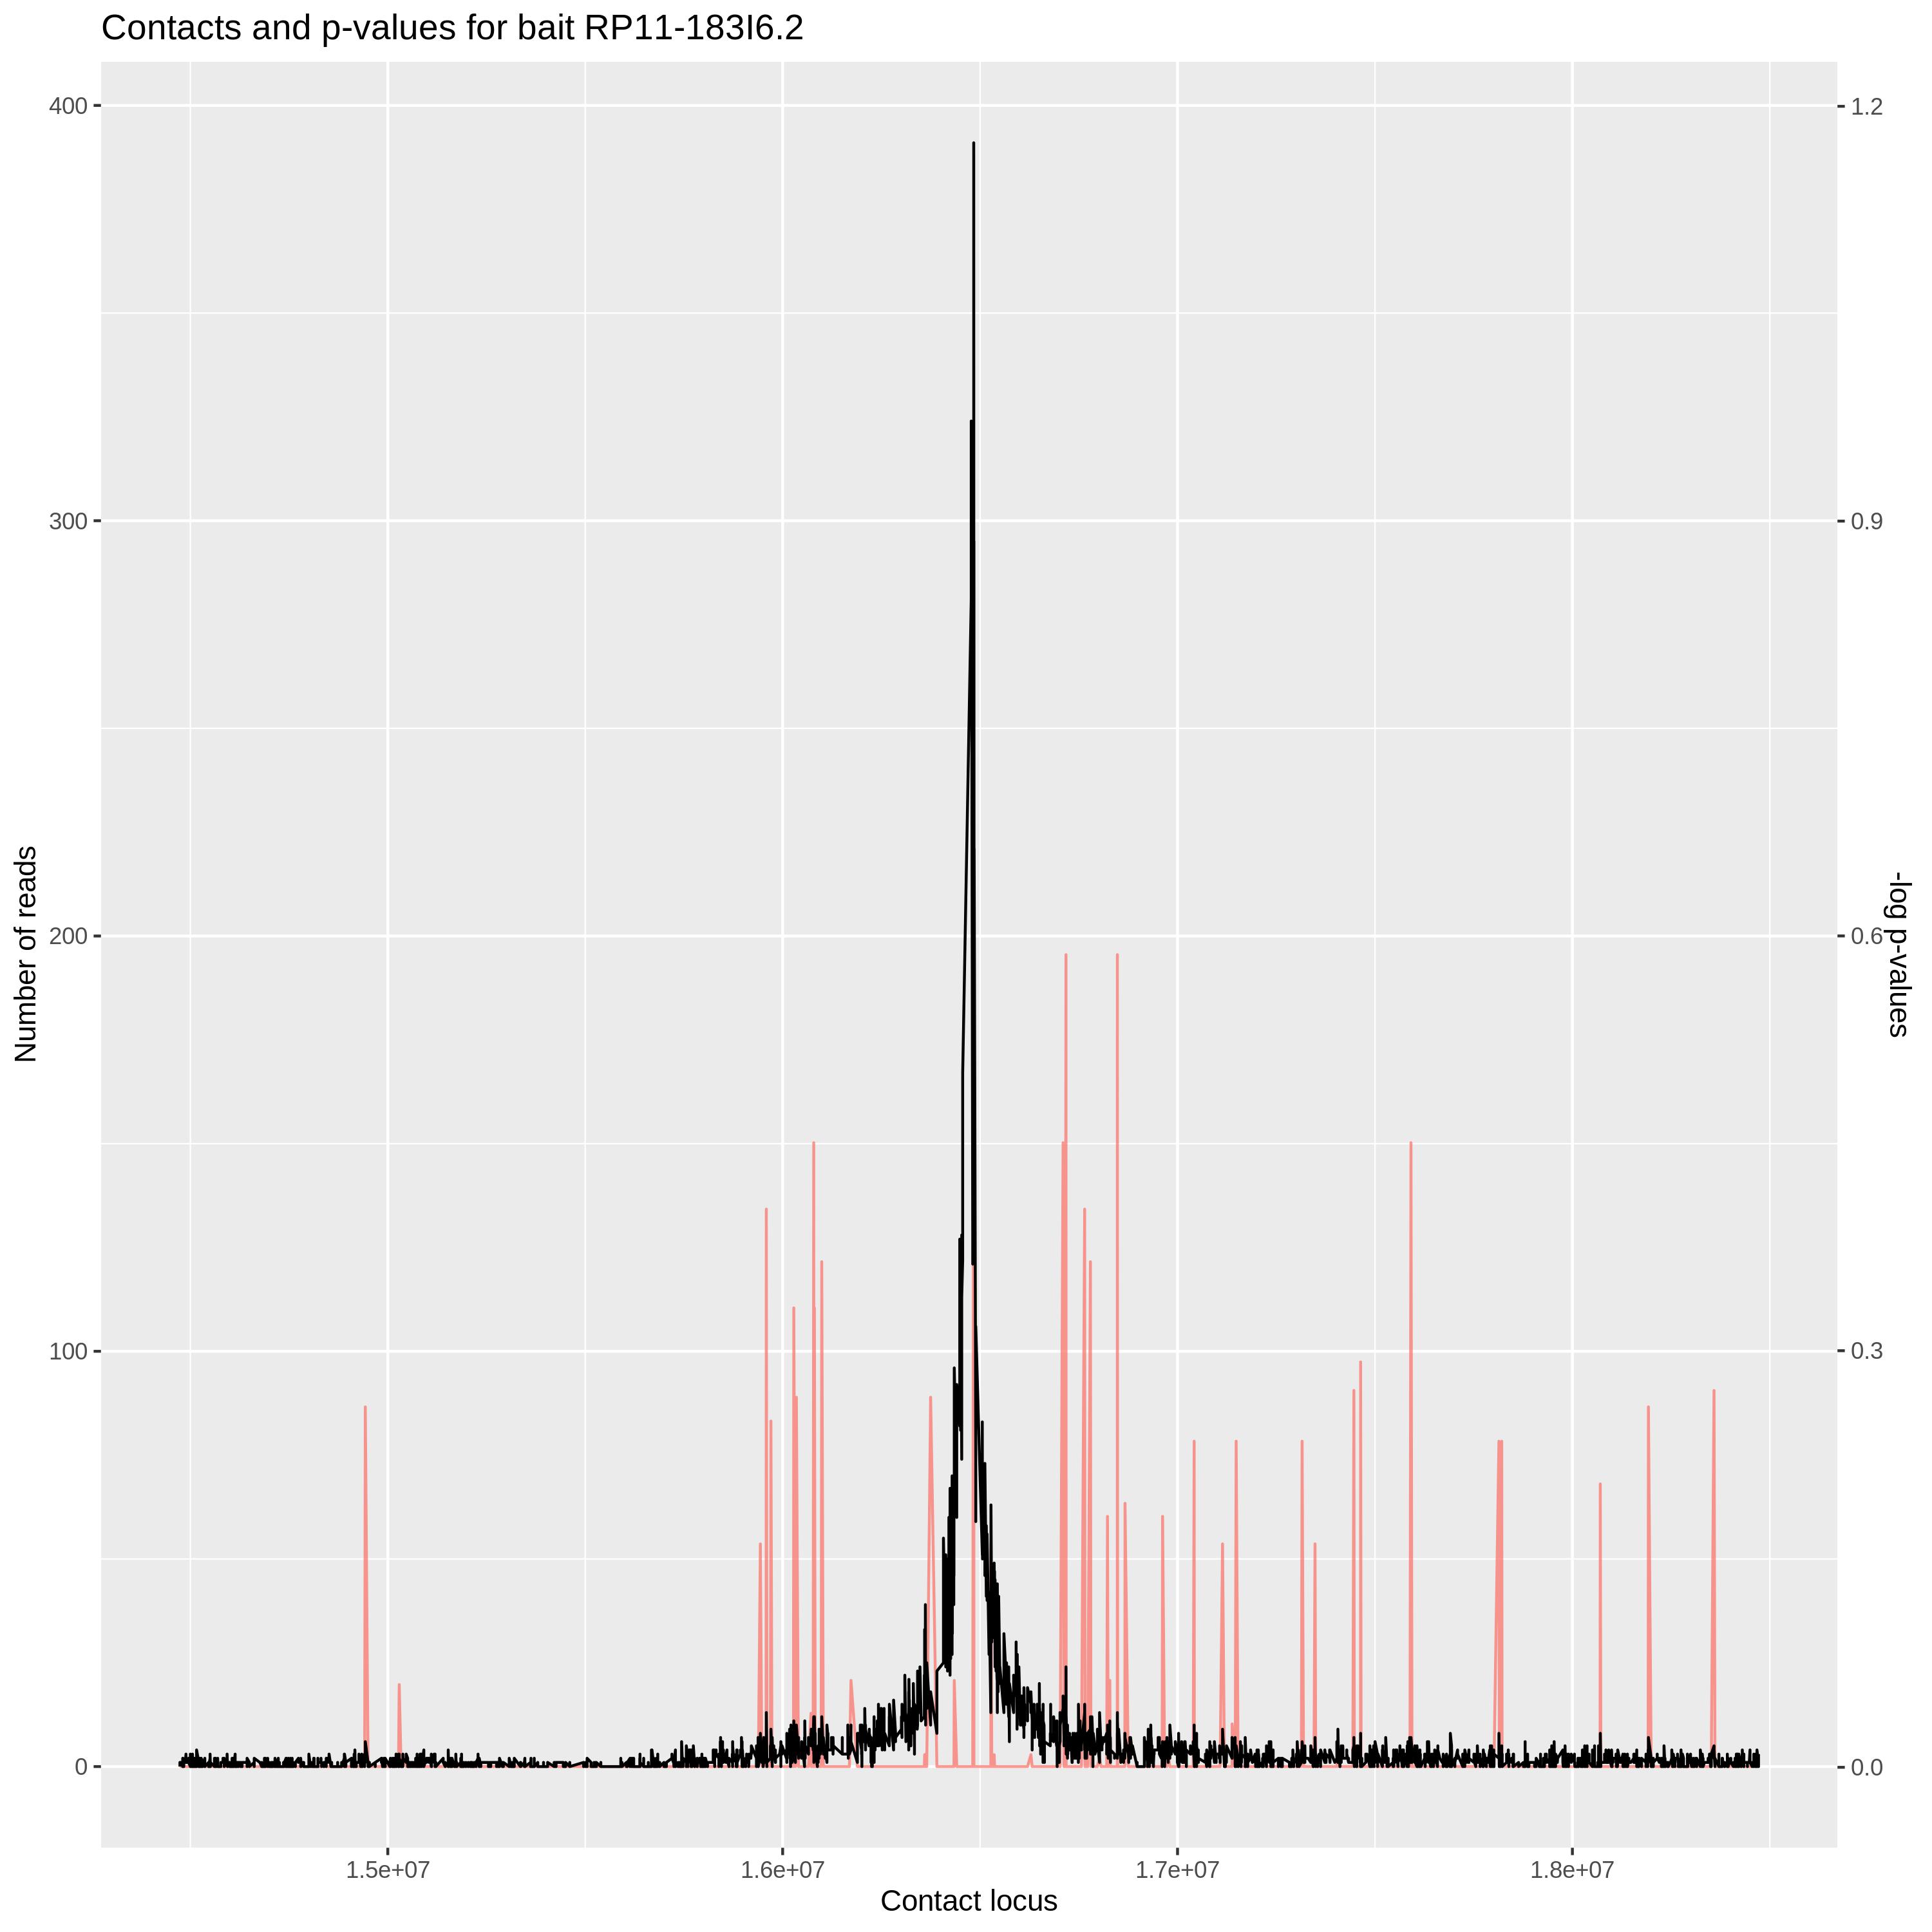 Contacts and p-values for bait RP11-183I6.2
400
300
200
100
0
Number of reads
1.2
0.9
0.6
0.3
0.0
-log p-values
1.5e+07
1.6e+07
1.7e+07
1.8e+07
Contact locus